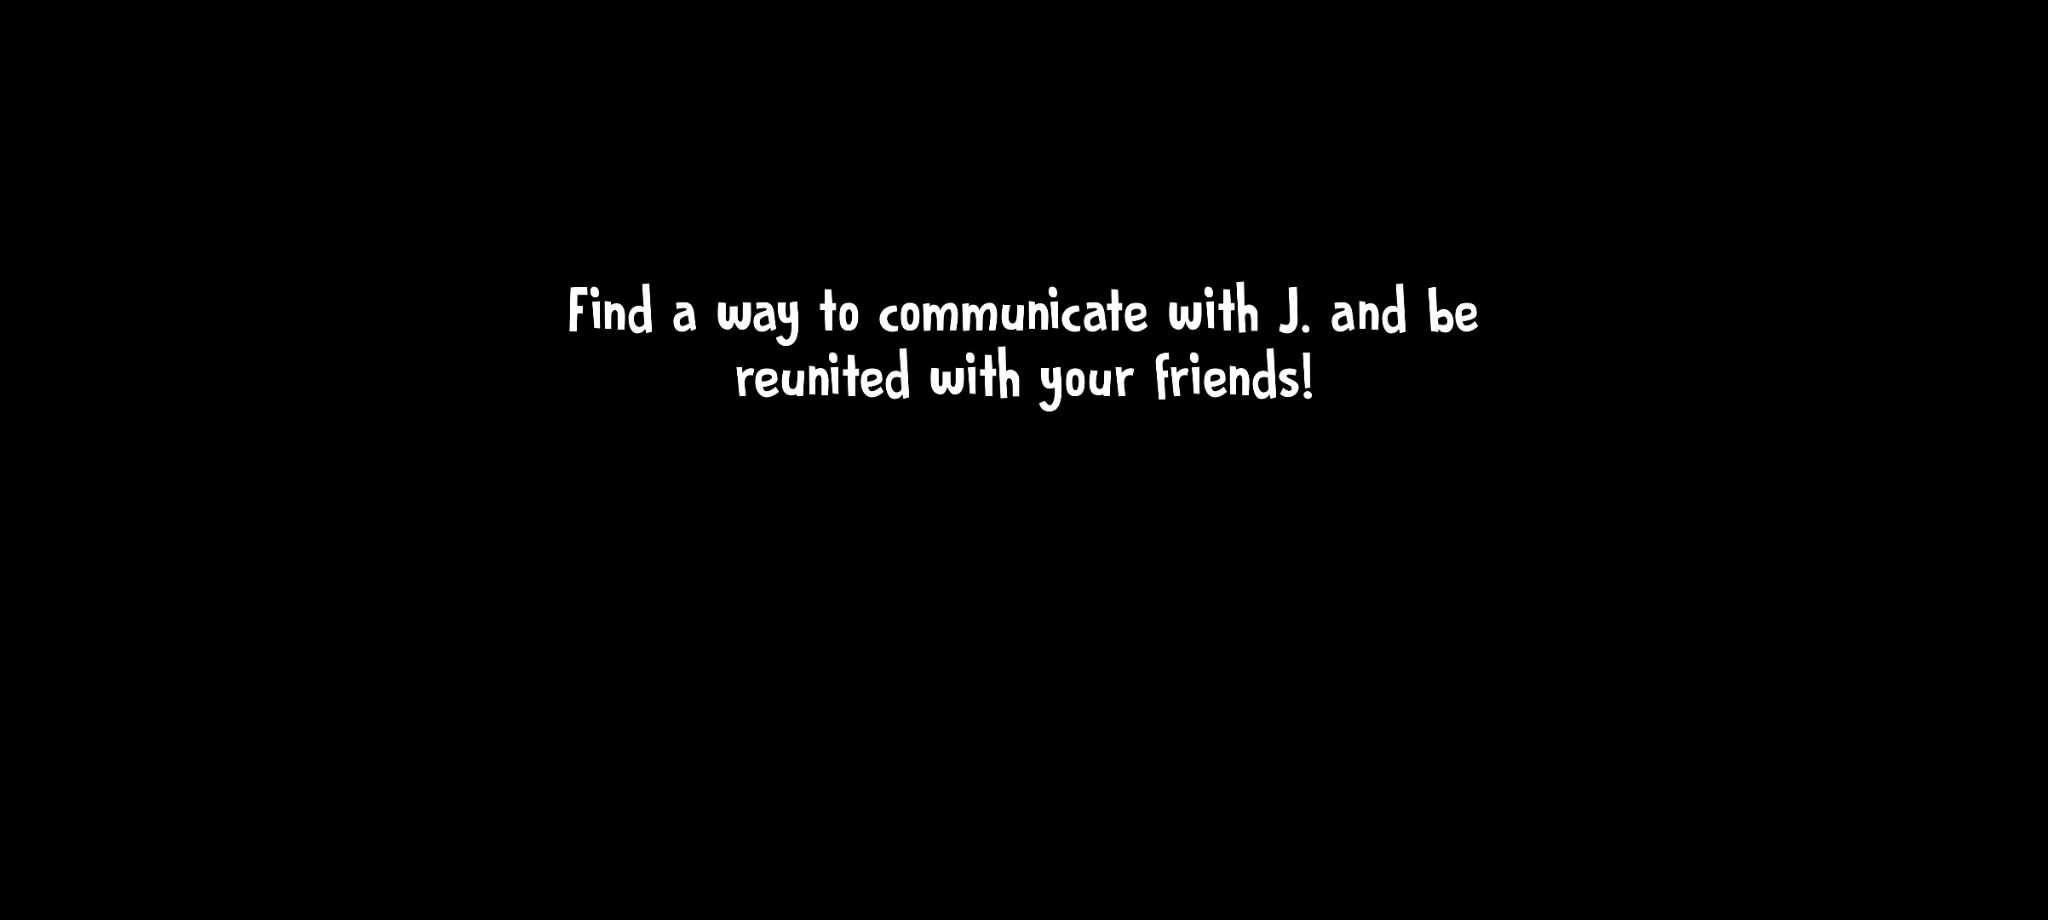 Find a way to communicate with J. and be
reunited with your friends!